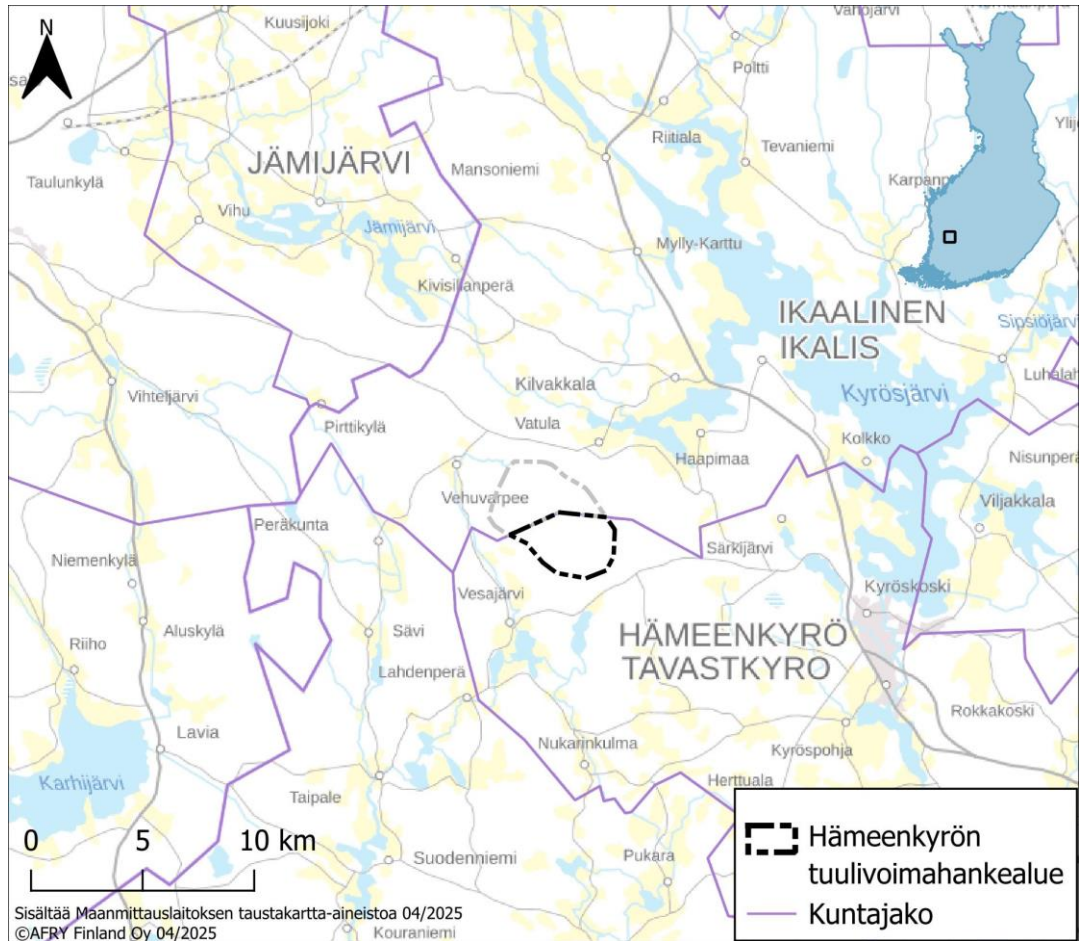 N
Kuusijoki
Vahojärvi
Poltti
Riitiala
Tevaniemi
Ylijo
JÄMIJÄRVI
Mansoniemi
Karpanp
Taulunkylä
Vihu
Jämijärvi
Mylly-Karttu
Kivisillanperä
IKAALINEN
IKALIS
Sipsiöjärvi
Luhalah
Vihteljärvi
Kilvakkala
Kyrösjärvi
Pirttikylä
Vatula
Kolkko
Haapimaa
Nisunperä
Vehuvarpee
Viljakkala
Peräkunta
Särkijärvi
Niemenkylä
Kyröskoski
Vesajärvi
Aluskylä
Sävi
HÄMEENKYRÖ
TAVASTKYRO
Riiho
Lahdenperä
Rokkakoski
Lavia
Nukarinkulma
Kyröspohja
Karhijärvi
Herttuala
Taipale
0 5 10 km
Suodenniemi
Pukara
Kouraniemi
Hämeenkyrön
tuulivoimahankealue
Kuntajako
Sisältää Maanmittauslaitoksen taustakartta-aineistoa 04/2025
©AFRY Finland Oy 04/2025